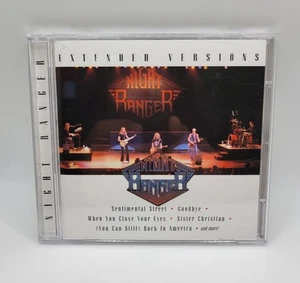 EXTENDED VERSIONS
NIGHT RANGER
NIGHT
RANGER
NIGHT
RANGER
Sentimental Street • Goodbye •
When You Close Your Eyes • Sister Christian •
(You Can Still) Rock In America • and more!